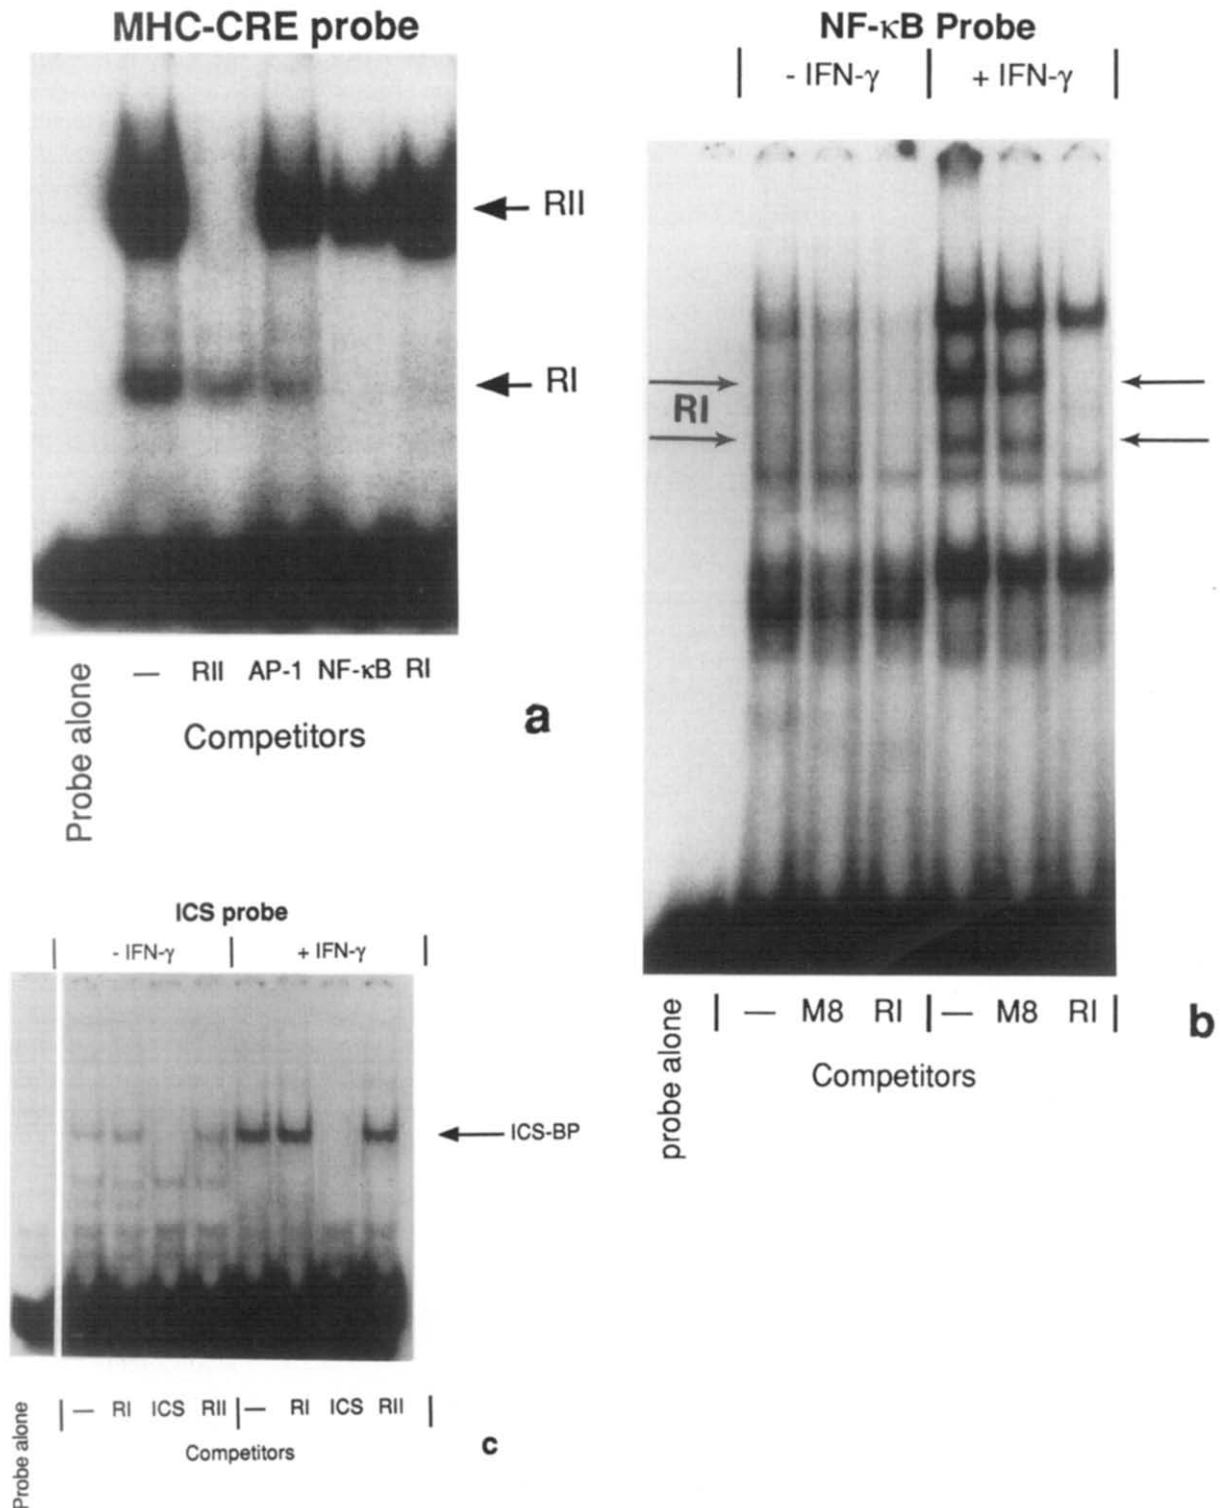 MHC-CRE probe
RII
RI
Probe alone
— RII AP-1 NF-κB RI
Competitors
a
NF-κB Probe
- IFN-γ + IFN-γ
RI
probe alone
— M8 RI — M8 RI
Competitors
b
ICS probe
- IFN-γ + IFN-γ
ICS-BP
Probe alone
— RI ICS RII — RI ICS RII
Competitors
c